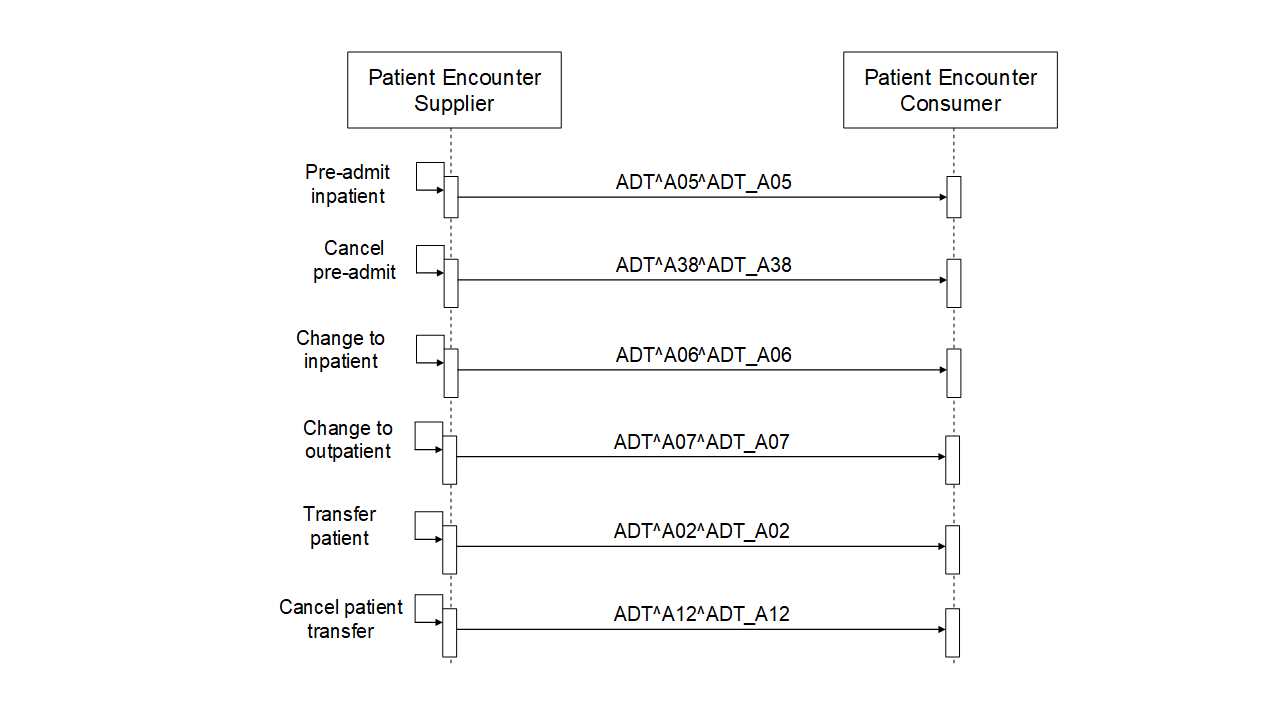 Patient Encounter
Supplier
Patient Encounter
Consumer
Pre-admit
inpatient
ADT^A05^ADT_A05
Cancel
pre-admit
ADT^A38^ADT_A38
Change to
inpatient
ADT^A06^ADT_A06
Change to
outpatient
ADT^A07^ADT_A07
Transfer
patient
ADT^A02^ADT_A02
Cancel patient
transfer
ADT^A12^ADT_A12